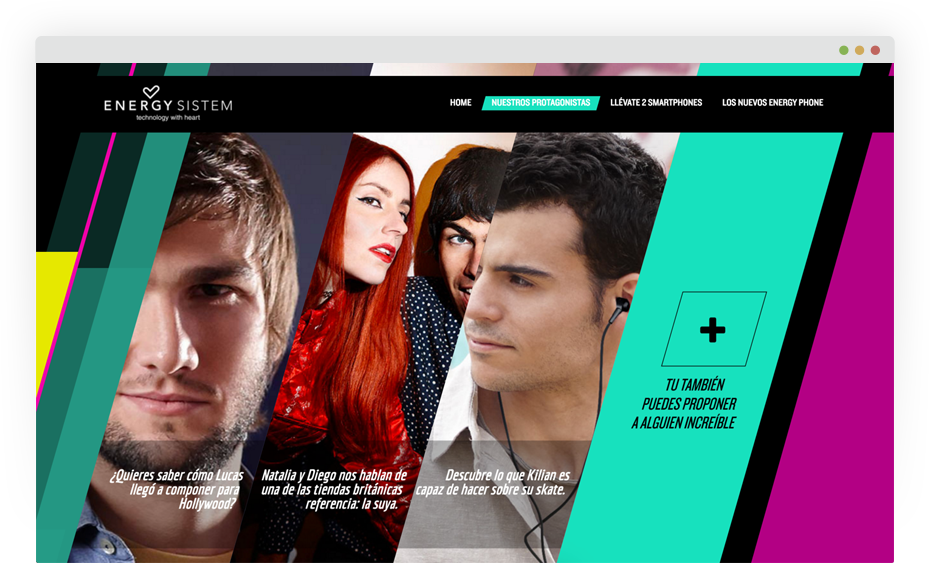 ENERGY SISTEM
technology with heart
HOME
NUESTROS PROTAGONISTAS
LLÉVATE 2 SMARTPHONES
LOS NUEVOS ENERGY PHONE
¿Quieres saber cómo Lucas
llegó a componer para
Hollywood?
Natalia y Diego nos hablan de
una de las tiendas británicas
referencia: la suya.
Descubre lo que Kilian es
capaz de hacer sobre su skate.
TU TAMBIÉN
PUEDES PROPONER
A ALGUIEN INCREÍBLE